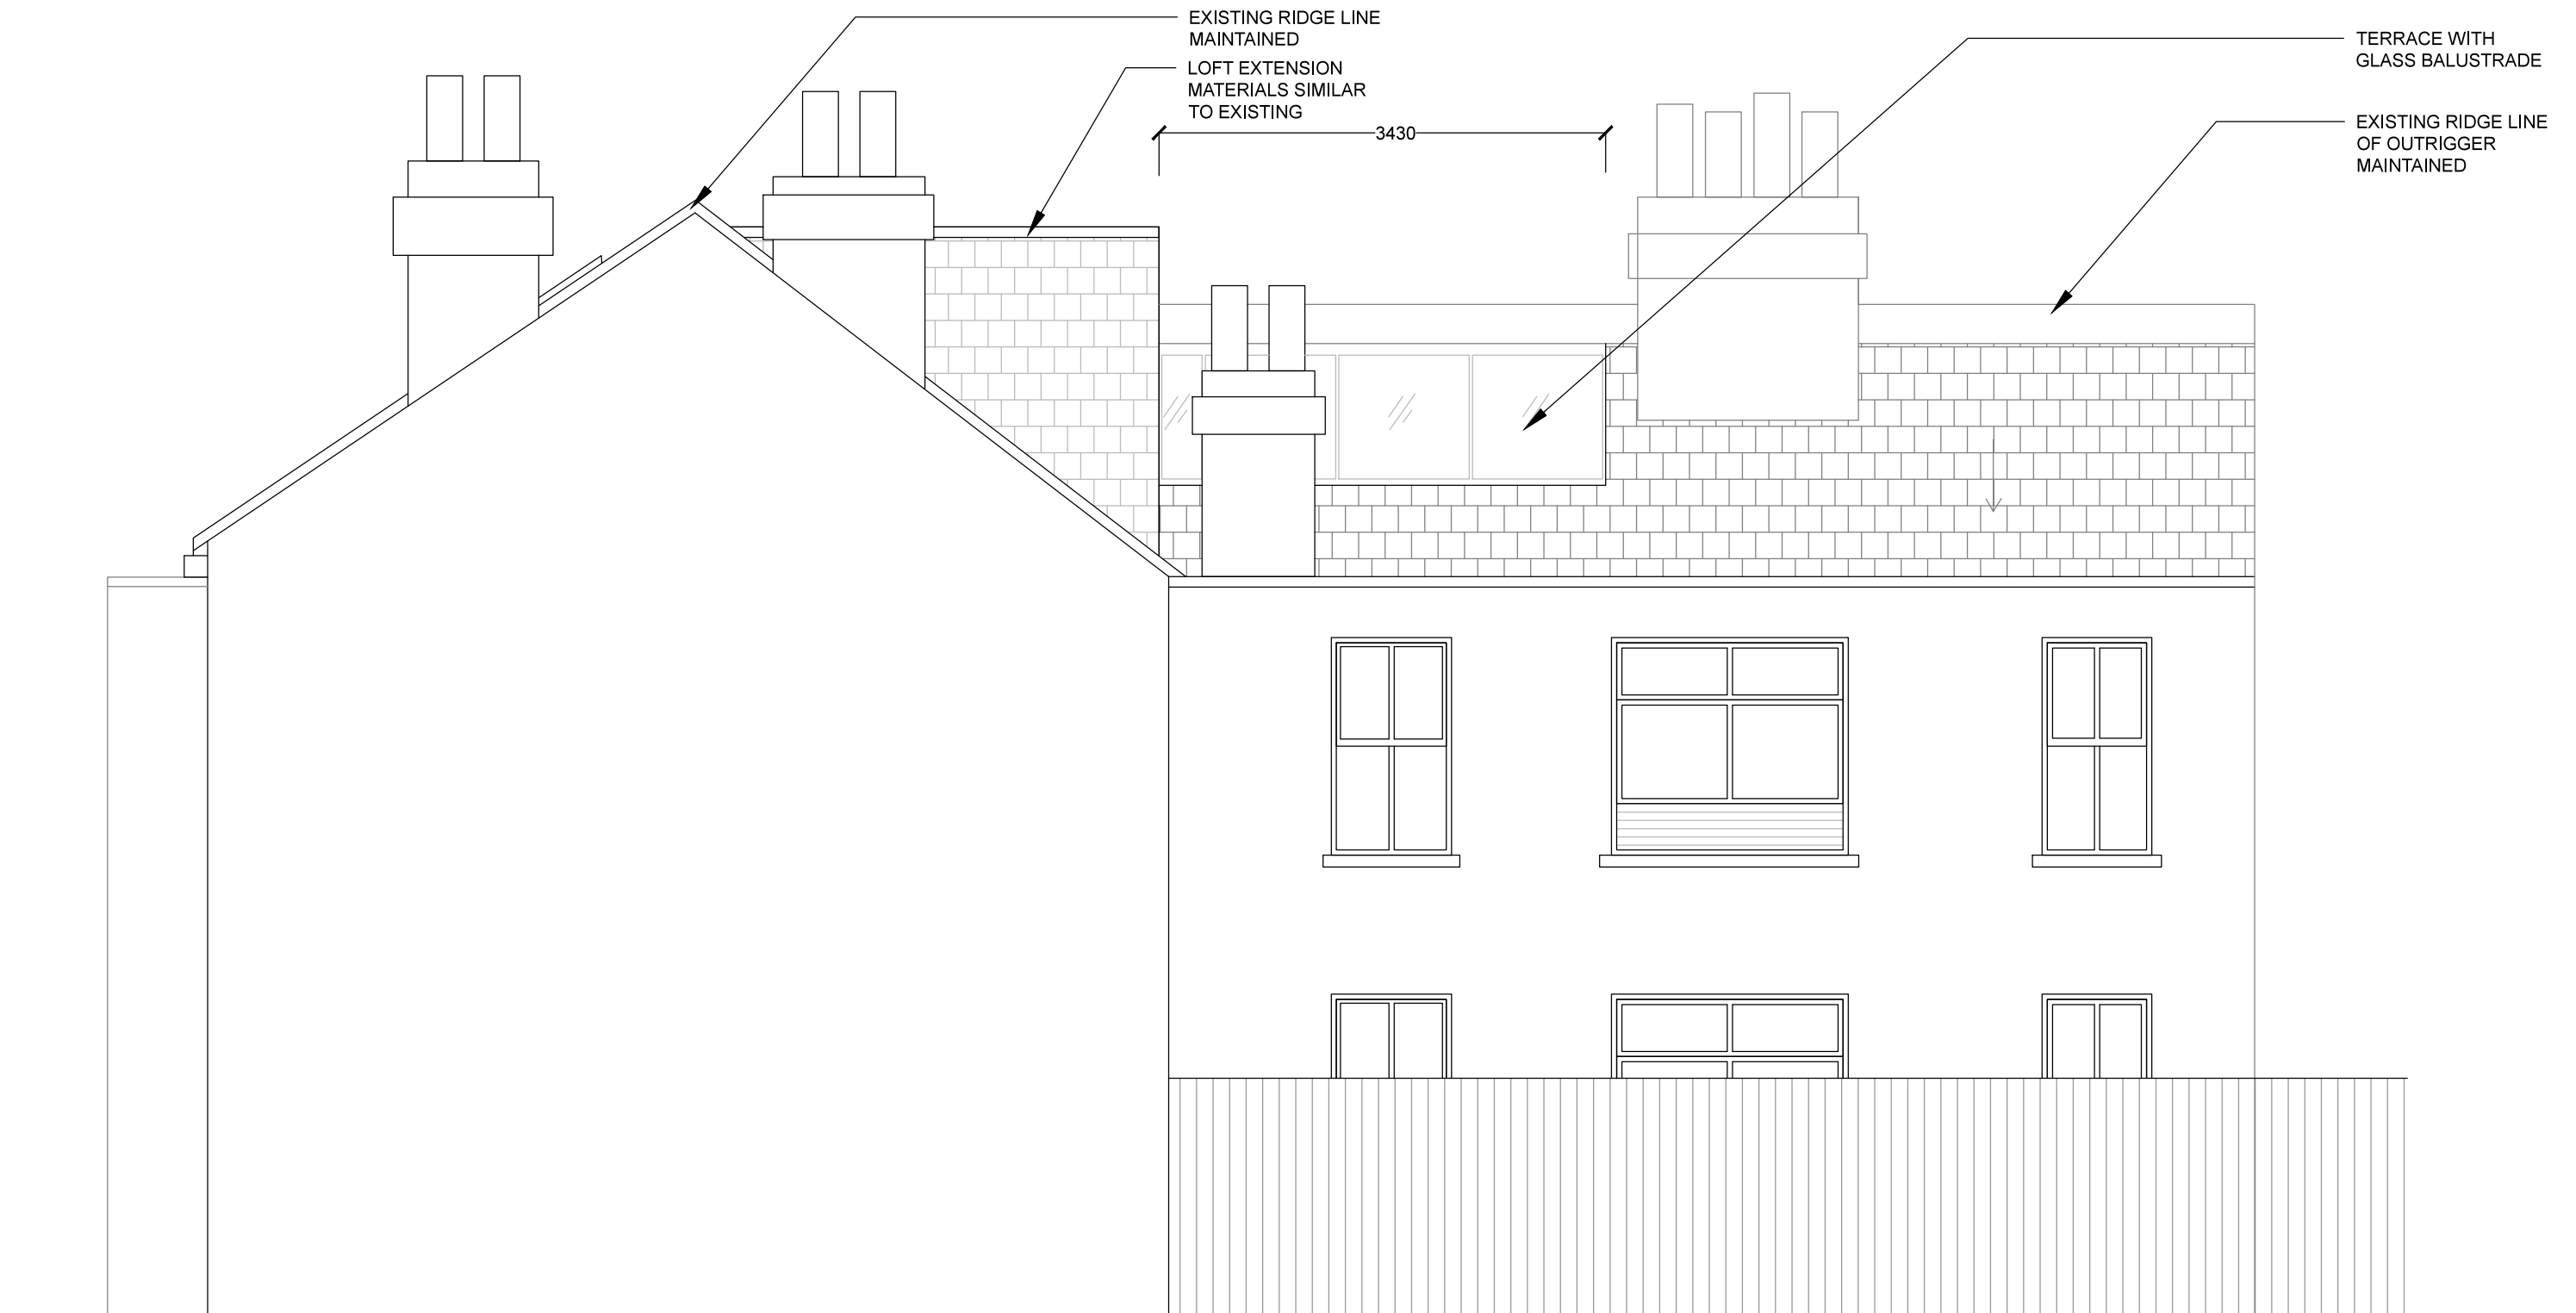 EXISTING RIDGE LINE
MAINTAINED
LOFT EXTENSION
MATERIALS SIMILAR
TO EXISTING
3430
TERRACE WITH
GLASS BALUSTRADE
EXISTING RIDGE LINE
OF OUTRIGGER
MAINTAINED